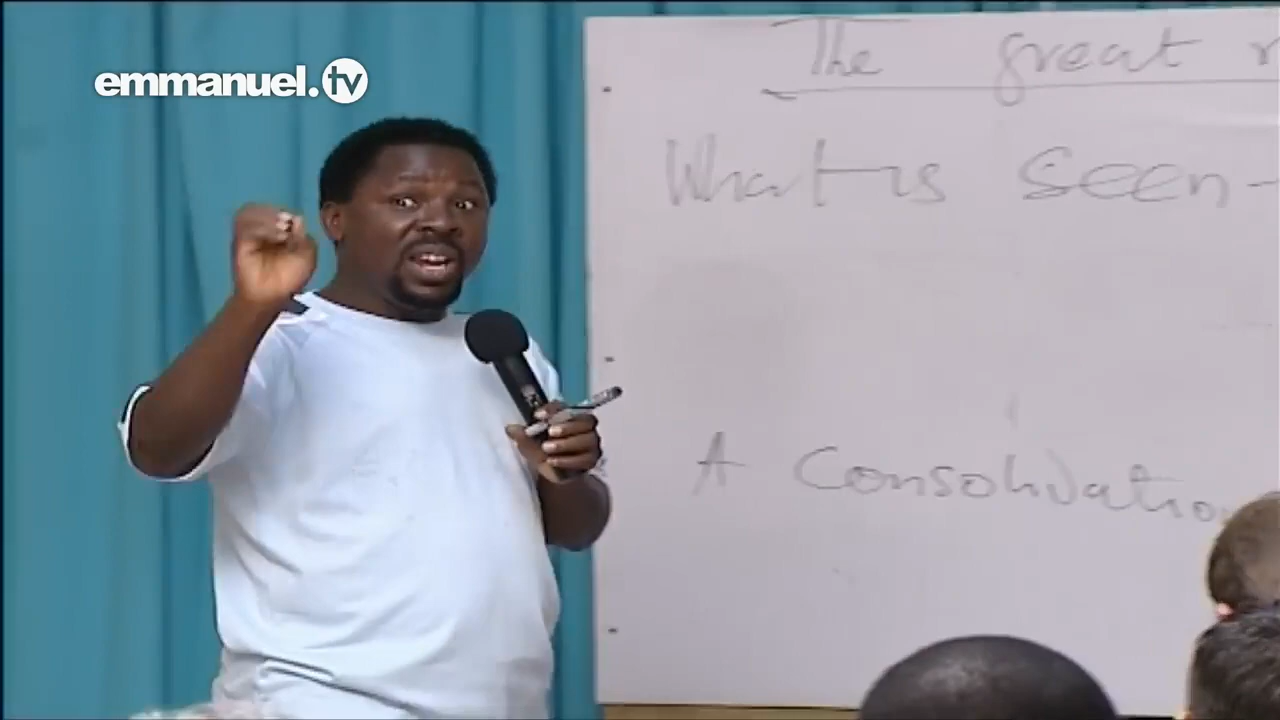 emmanuel.tv
The great
What is seen-
A Consolidatio